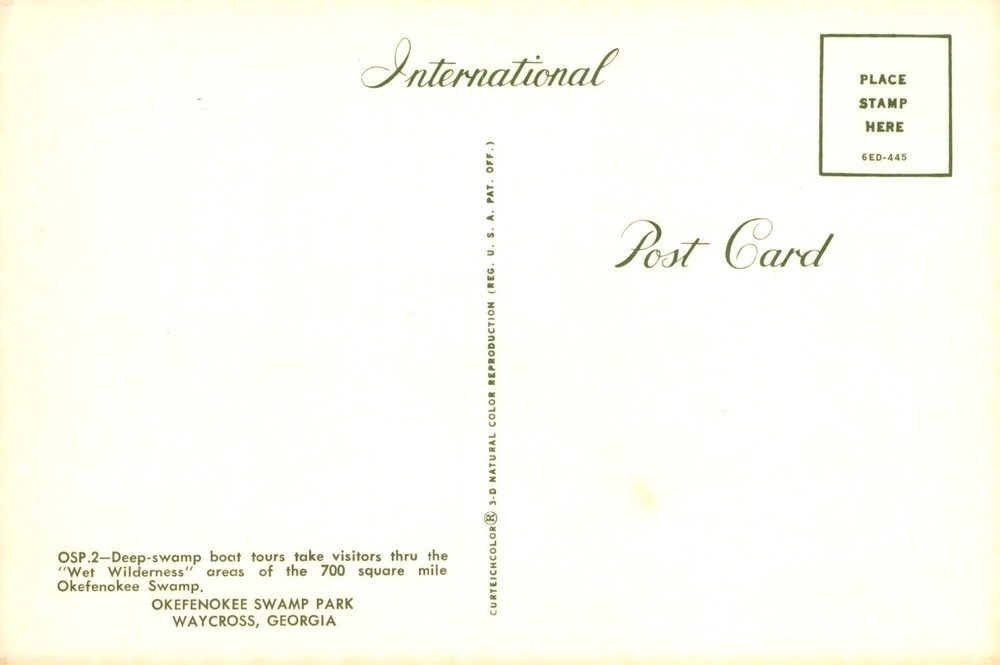 International
PLACE
STAMP
HERE
6ED-445
Post Card
CURTEICHCOLOR® 3-D NATURAL COLOR REPRODUCTION (REG. U. S. A. PAT. OFF.)
OSP.2—Deep-swamp boat tours take visitors thru the
"Wet Wilderness" areas of the 700 square mile
Okefenokee Swamp.
OKEFENOKEE SWAMP PARK
WAYCROSS, GEORGIA